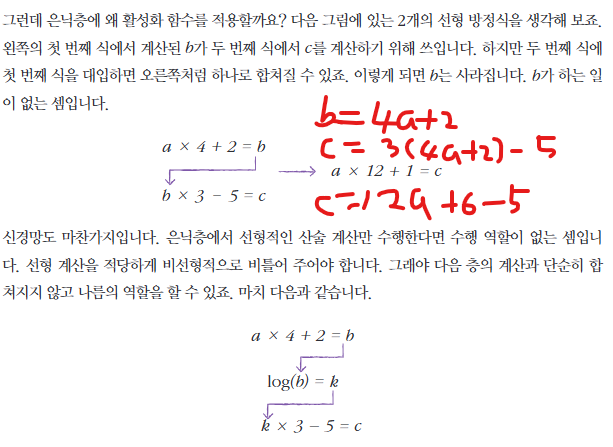 그런데 은닉층에 왜 활성화 함수를 적용할까요? 다음 그림에 있는 2개의 선형 방정식을 생각해 보죠.
왼쪽의 첫 번째 식에서 계산된 b가 두 번째 식에서 c를 계산하기 위해 쓰입니다. 하지만 두 번째 식에
첫 번째 식을 대입하면 오른쪽처럼 하나로 합쳐질 수 있죠. 이렇게 되면 b는 사라집니다. b가 하는 일
이 없는 셈입니다.
b=4a+2
a × 4 + 2 = b
c= 3(4a+2)-5
a × 12 + 1 = c
b × 3 - 5 = c
c=12a+6-5
신경망도 마찬가지입니다. 은닉층에서 선형적인 산술 계산만 수행한다면 수행 역할이 없는 셈입니
다. 선형 계산을 적당하게 비선형적으로 비틀어 주어야 합니다. 그래야 다음 층의 계산과 단순히 합
쳐지지 않고 나름의 역할을 할 수 있죠. 마치 다음과 같습니다.
a × 4 + 2 = b
log(b) = k
k × 3 - 5 = c